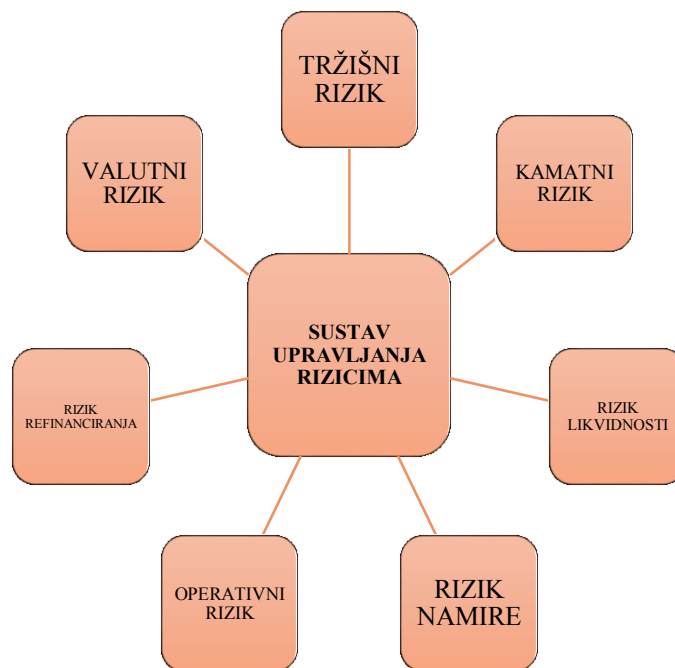 TRŽIŠNI
RIZIK
VALUTNI
RIZIK
KAMATNI
RIZIK
SUSTAV
UPRAVLJANJA
RIZICIMA
RIZIK
REFINANCIRANJA
RIZIK
LIKVIDNOSTI
OPERATIVNI
RIZIK
RIZIK
NAMIRE